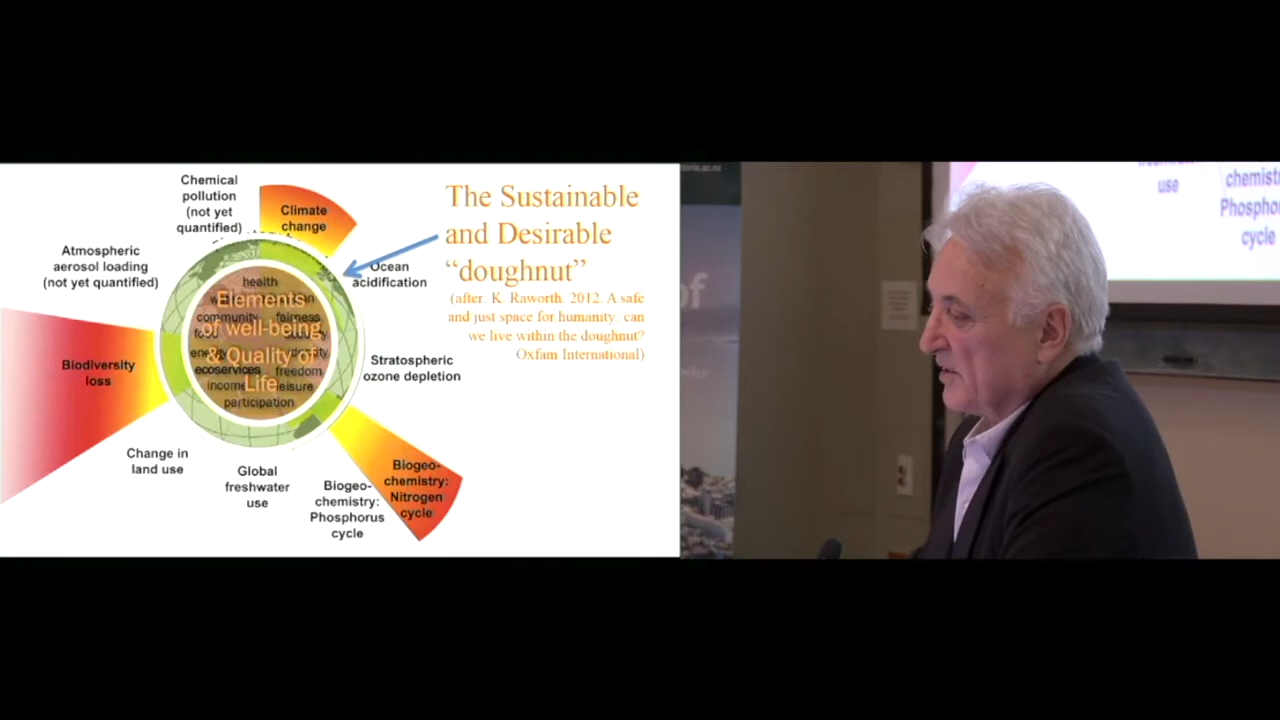 Chemical
pollution
(not yet
quantified)
Climate
change
The Sustainable
and Desirable
“doughnut”
(after: K. Raworth. 2012. A safe
and just space for humanity: can
we live within the doughnut?
Oxfam International)
Atmospheric
aerosol loading
(not yet quantified)
Ocean
acidification
health
Elements
community fairness
of well-being
& Quality of
ecoservices freedom
Life
income leisure
participation
Biodiversity
loss
Stratospheric
ozone depletion
Change in
land use
Global
freshwater
use
Biogeo-
chemistry:
Phosphorus
cycle
Biogeo-
chemistry:
Nitrogen
cycle
of
use
cycle